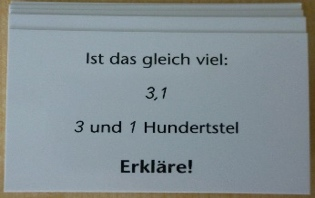 Ist das gleich viel:
3,1
3 und 1 Hundertstel
Erkläre!